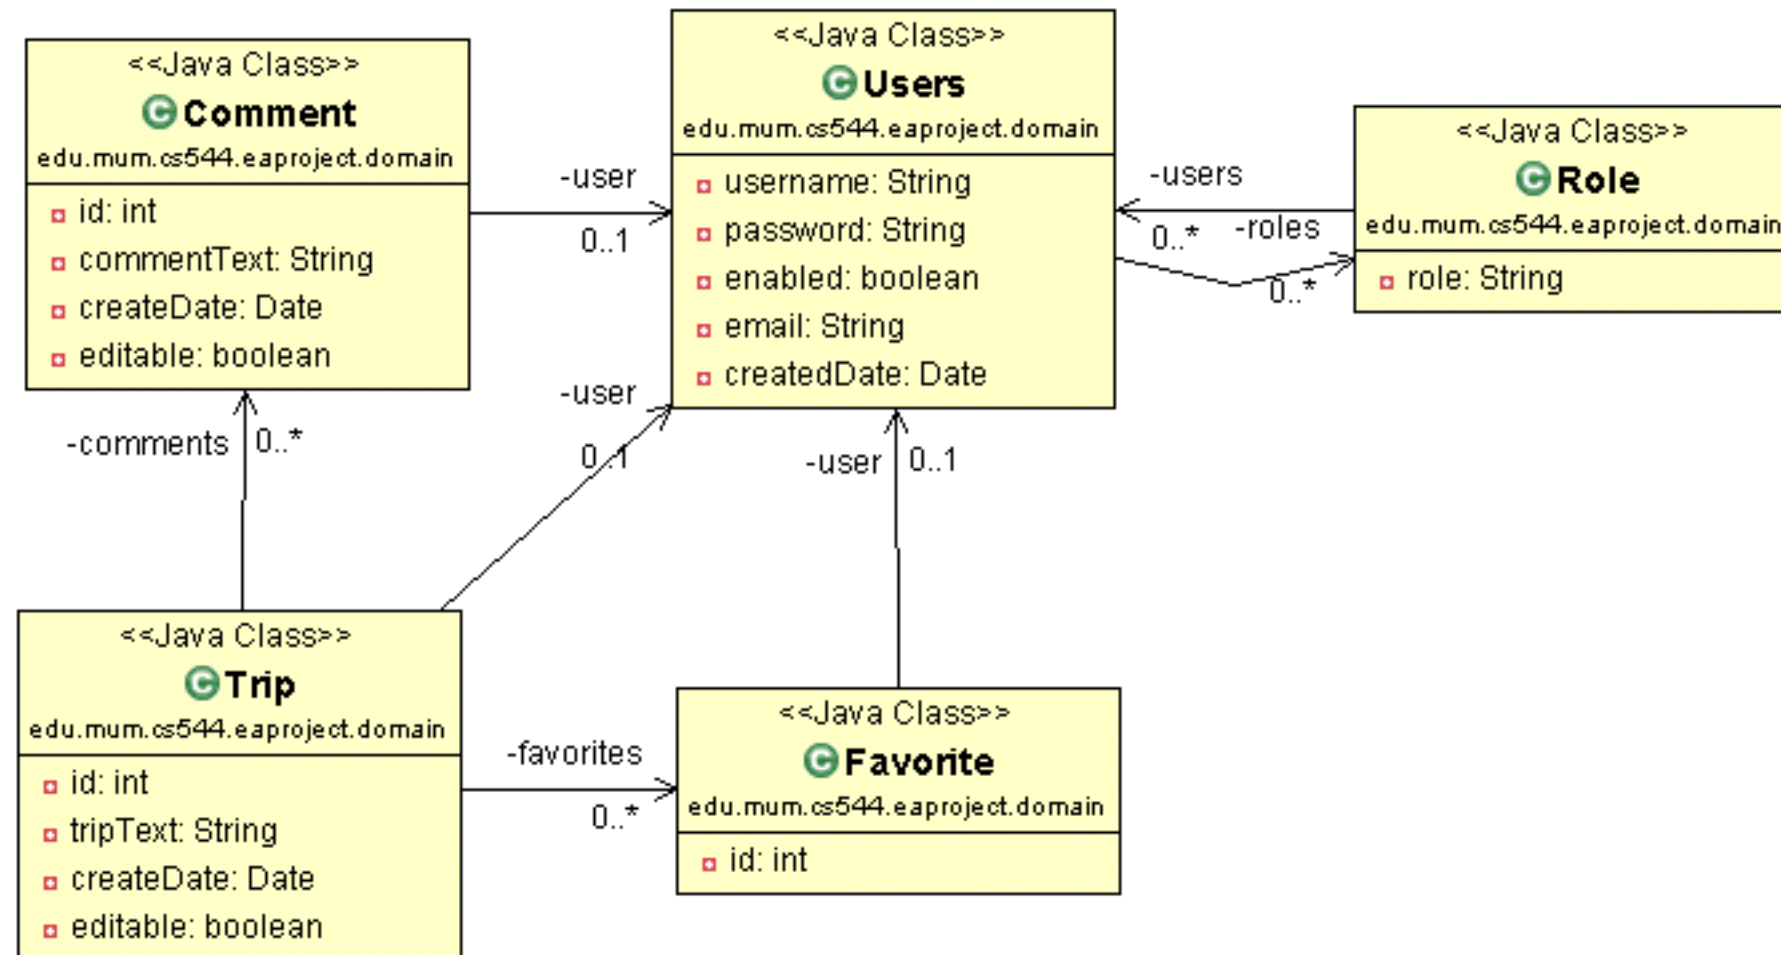 <<Java Class>>
Comment
edu.mum.cs544.eaproject.domain
id: int
commentText: String
createDate: Date
editable: boolean
-user
0..1
<<Java Class>>
Users
edu.mum.cs544.eaproject.domain
username: String
password: String
enabled: boolean
email: String
createdDate: Date
-users
0..*
-roles
0..*
<<Java Class>>
Role
edu.mum.cs544.eaproject.domain
role: String
-comments
0..*
-user
0..1
-user
0..1
<<Java Class>>
Trip
edu.mum.cs544.eaproject.domain
id: int
tripText: String
createDate: Date
editable: boolean
-favorites
0..*
<<Java Class>>
Favorite
edu.mum.cs544.eaproject.domain
id: int